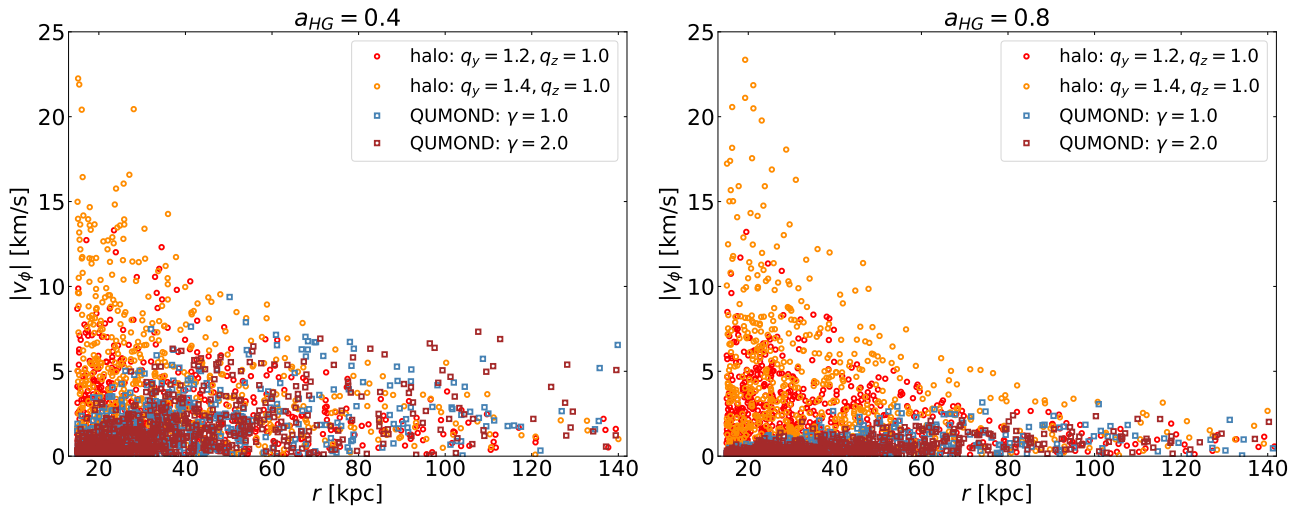 a_{HG} = 0.4
|v_ϕ| [km/s]
25
20
15
10
5
0
halo: q_y = 1.2, q_z = 1.0
halo: q_y = 1.4, q_z = 1.0
QUMOND: γ = 1.0
QUMOND: γ = 2.0
20 40 60 80 100 120 140
r [kpc]
a_{HG} = 0.8
|v_ϕ| [km/s]
25
20
15
10
5
0
halo: q_y = 1.2, q_z = 1.0
halo: q_y = 1.4, q_z = 1.0
QUMOND: γ = 1.0
QUMOND: γ = 2.0
20 40 60 80 100 120 140
r [kpc]